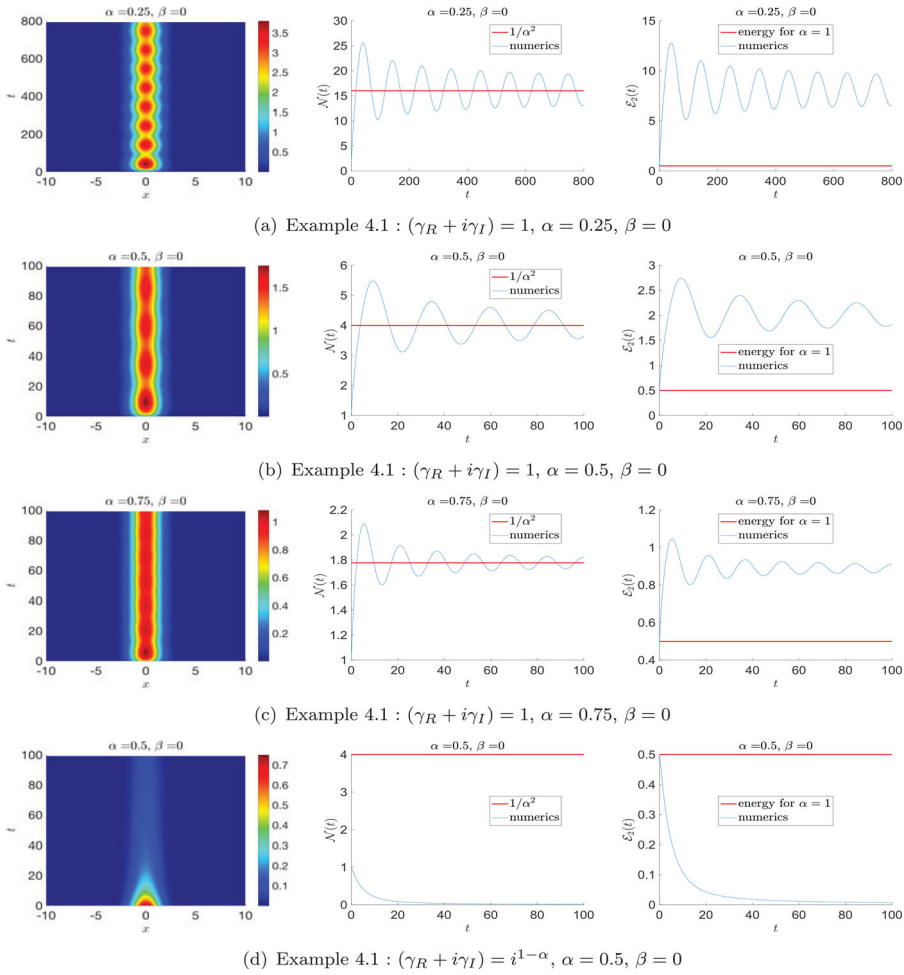 α=0.25, β=0
800
600
400
200
0
t
-10
-5
0
5
10
x
3.5
3
2.5
2
1.5
1
0.5
α=0.25, β=0
30
25
20
15
10
5
0
𝒩(t)
1/α²
numerics
0
200
400
600
800
t
α=0.25, β=0
15
10
5
0
ℰ₂(t)
energy for α = 1
numerics
0
200
400
600
800
t
(a) Example 4.1 : (γ_R + iγ_I) = 1, α = 0.25, β = 0
α=0.5, β=0
100
80
60
40
20
0
t
-10
-5
0
5
10
x
1.5
1
0.5
α=0.5, β=0
6
5
4
3
2
1
𝒩(t)
1/α²
numerics
0
20
40
60
80
100
t
α=0.5, β=0
3
2.5
2
1.5
1
0.5
0
ℰ₂(t)
energy for α = 1
numerics
0
20
40
60
80
100
t
(b) Example 4.1 : (γ_R + iγ_I) = 1, α = 0.5, β = 0
α=0.75, β=0
100
80
60
40
20
0
t
-10
-5
0
5
10
x
1
0.8
0.6
0.4
0.2
α=0.75, β=0
2.2
2
1.8
1.6
1.4
1.2
1
𝒩(t)
1/α²
numerics
0
20
40
60
80
100
t
α=0.75, β=0
1.2
1
0.8
0.6
0.4
ℰ₂(t)
energy for α = 1
numerics
0
20
40
60
80
100
t
(c) Example 4.1 : (γ_R + iγ_I) = 1, α = 0.75, β = 0
α=0.5, β=0
100
80
60
40
20
0
t
-10
-5
0
5
10
x
0.7
0.6
0.5
0.4
0.3
0.2
0.1
α=0.5, β=0
4
3
2
1
0
𝒩(t)
1/α²
numerics
0
20
40
60
80
100
t
α=0.5, β=0
0.5
0.4
0.3
0.2
0.1
0
ℰ₂(t)
energy for α = 1
numerics
0
20
40
60
80
100
t
(d) Example 4.1 : (γ_R + iγ_I) = i^{1−α}, α = 0.5, β = 0